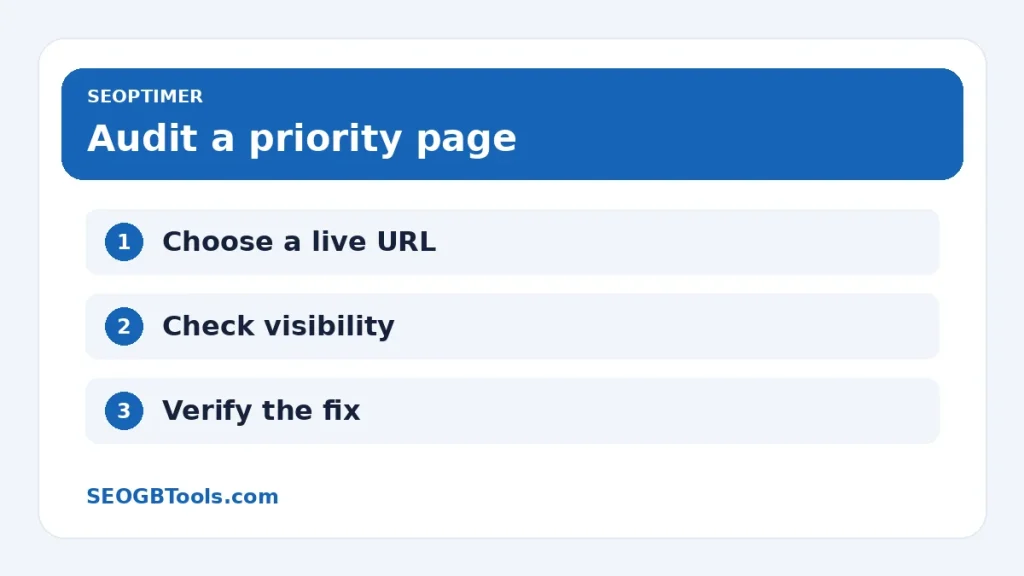 SEOPTIMER
Audit a priority page
1 Choose a live URL
2 Check visibility
3 Verify the fix
SEOGBTools.com